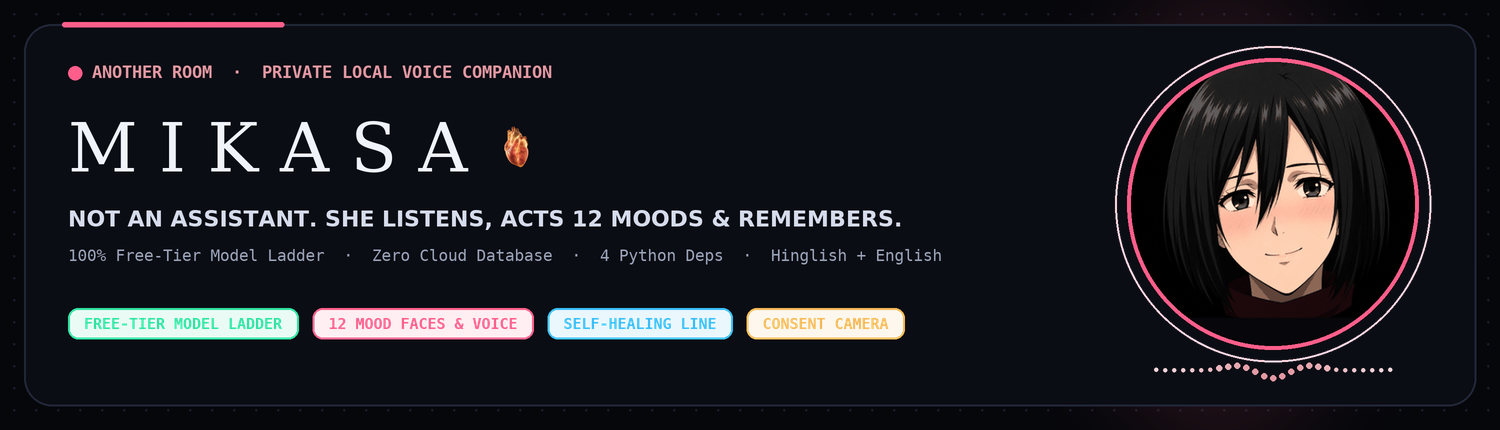 ANOTHER ROOM · PRIVATE LOCAL VOICE COMPANION
MIKASA
NOT AN ASSISTANT. SHE LISTENS, ACTS 12 MOODS & REMEMBERS.
100% Free-Tier Model Ladder · Zero Cloud Database · 4 Python Deps · Hinglish + English
FREE-TIER MODEL LADDER 12 MOOD FACES & VOICE SELF-HEALING LINE CONSENT CAMERA